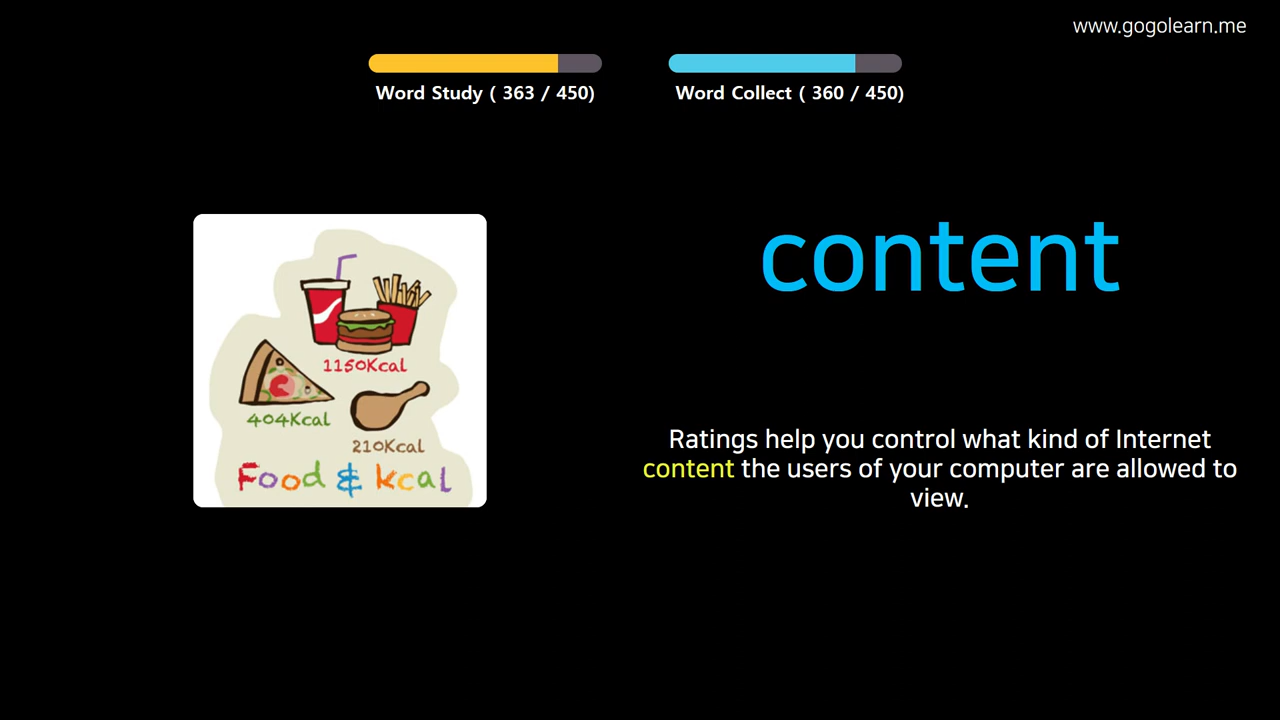 www.gogolearn.me
Word Study ( 363 / 450)
Word Collect ( 360 / 450)
content
1150Kcal
404Kcal
210Kcal
Food & kcal
Ratings help you control what kind of Internet
content the users of your computer are allowed to
view.